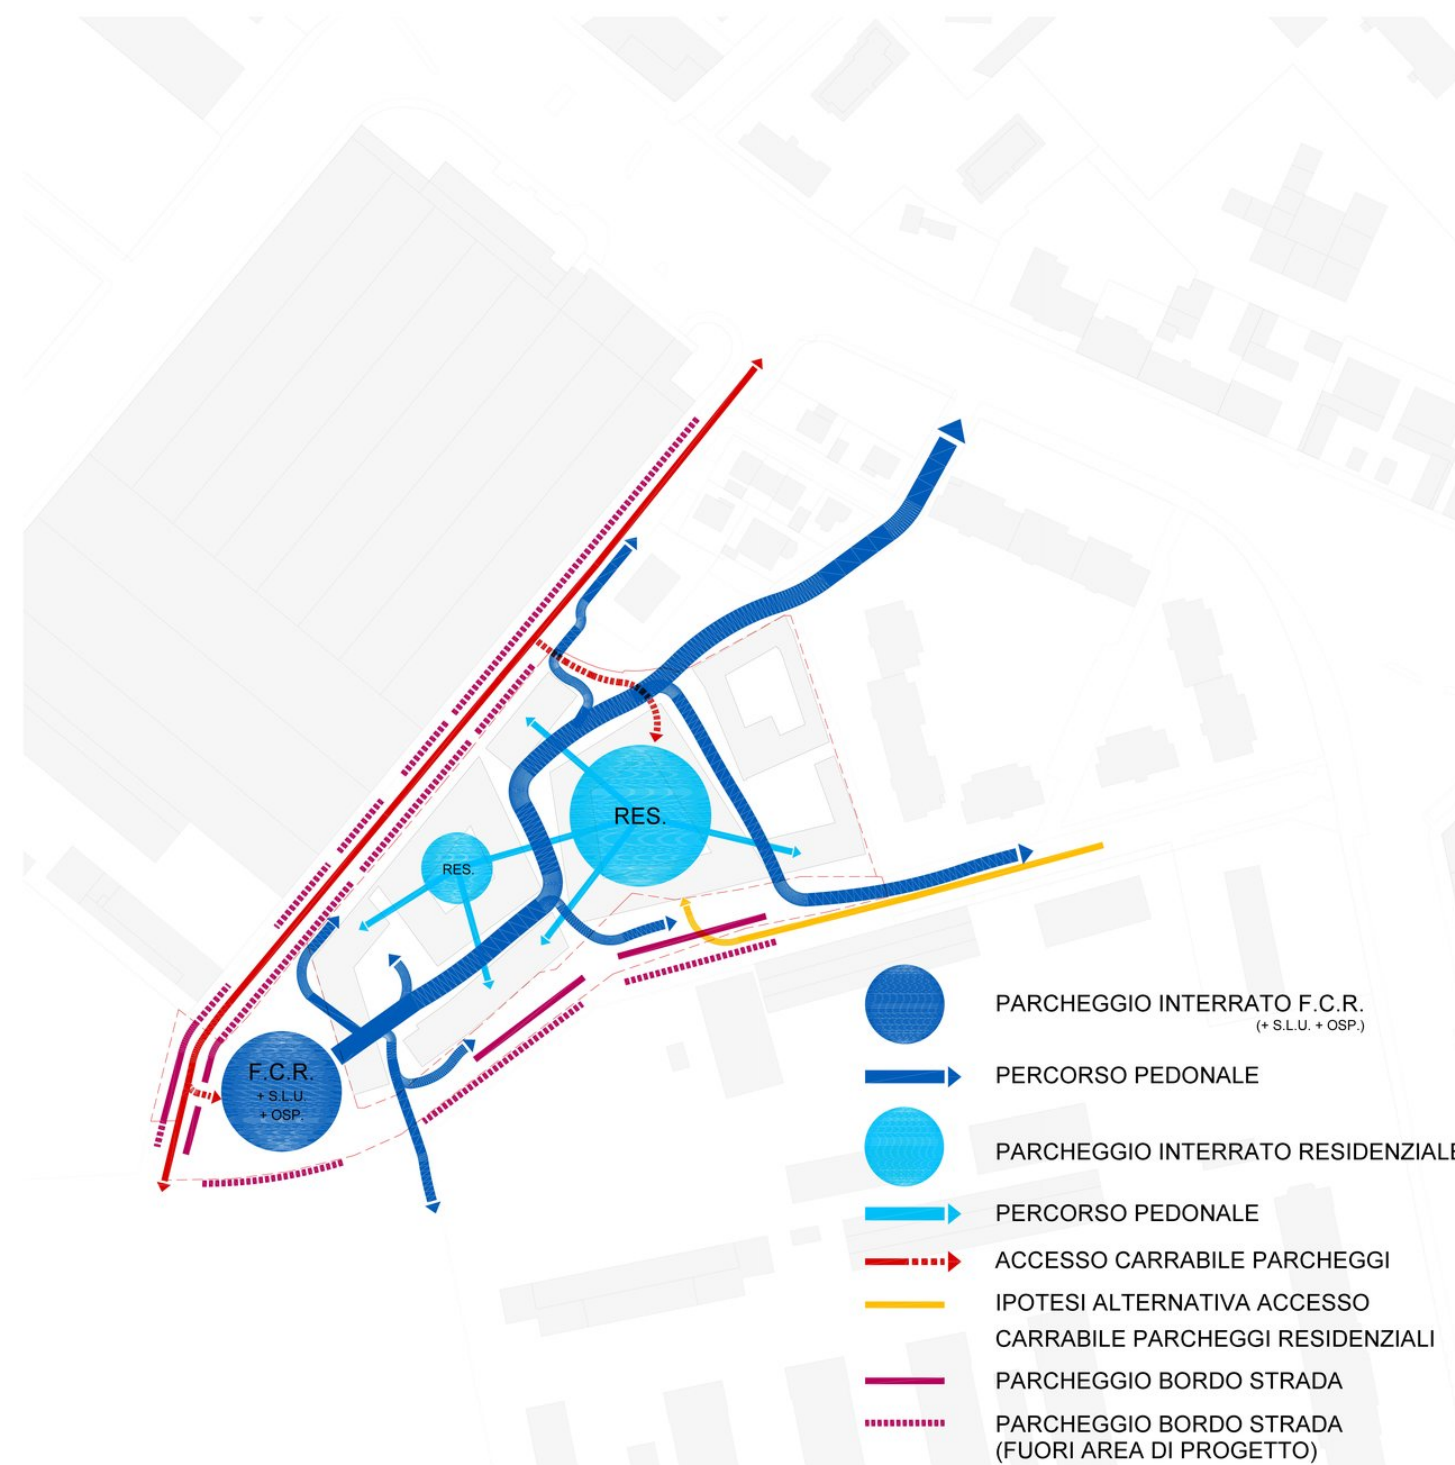 RES.
RES.
F.C.R.
+ S.L.U.
+ OSP.
PARCHEGGIO INTERRATO F.C.R.
(+ S.L.U. + OSP.)
PERCORSO PEDONALE
PARCHEGGIO INTERRATO RESIDENZIALE
PERCORSO PEDONALE
ACCESSO CARRABILE PARCHEGGI
IPOTESI ALTERNATIVA ACCESSO
CARRABILE PARCHEGGI RESIDENZIALI
PARCHEGGIO BORDO STRADA
PARCHEGGIO BORDO STRADA
(FUORI AREA DI PROGETTO)